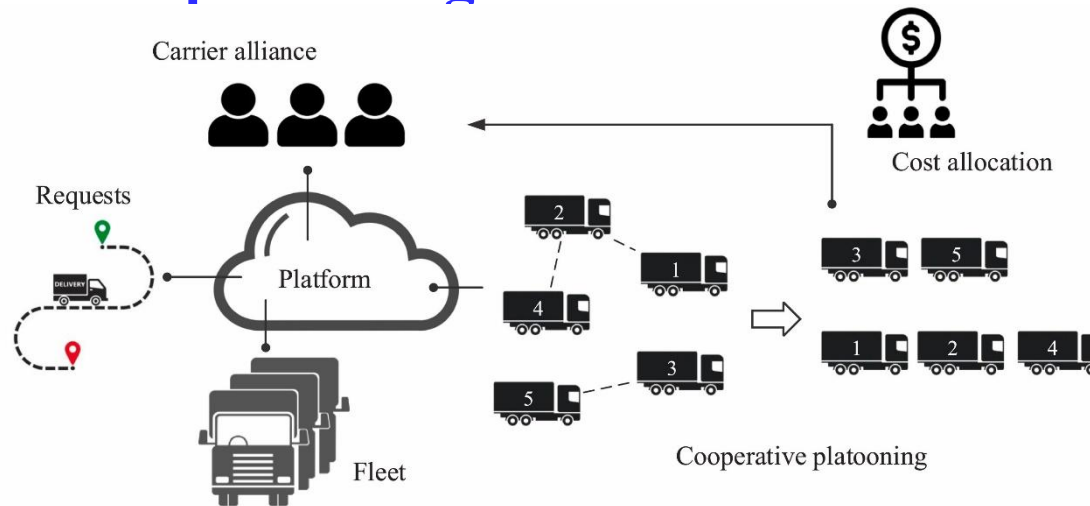 Carrier alliance
$
Cost allocation
Requests
DELIVERY
Platform
2
1
4
3
5
3 5
1 2 4
Fleet
Cooperative platooning